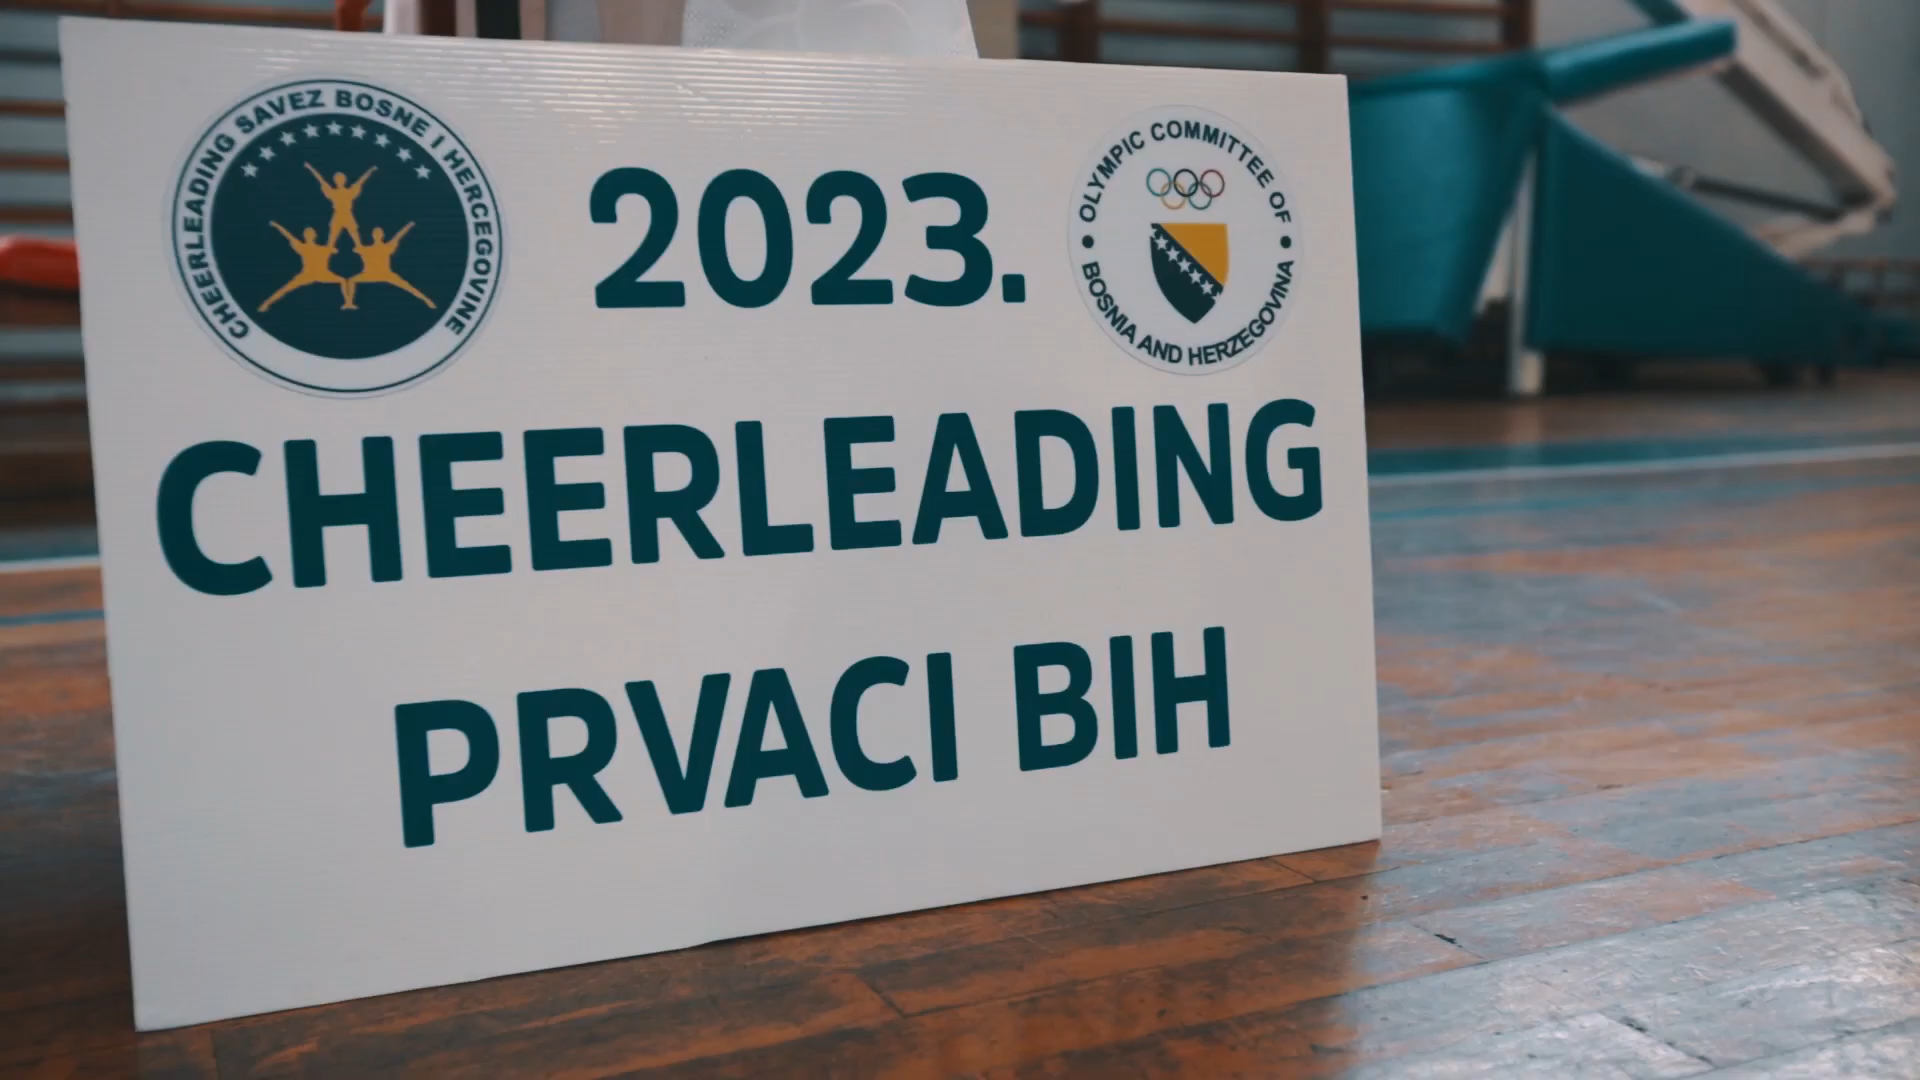 CHEERLEADING SAVEZ BOSNE I HERCEGOVINE
2023.
OLYMPIC COMMITTEE OF
• BOSNIA AND HERZEGOVINA •
CHEERLEADING
PRVACI BIH